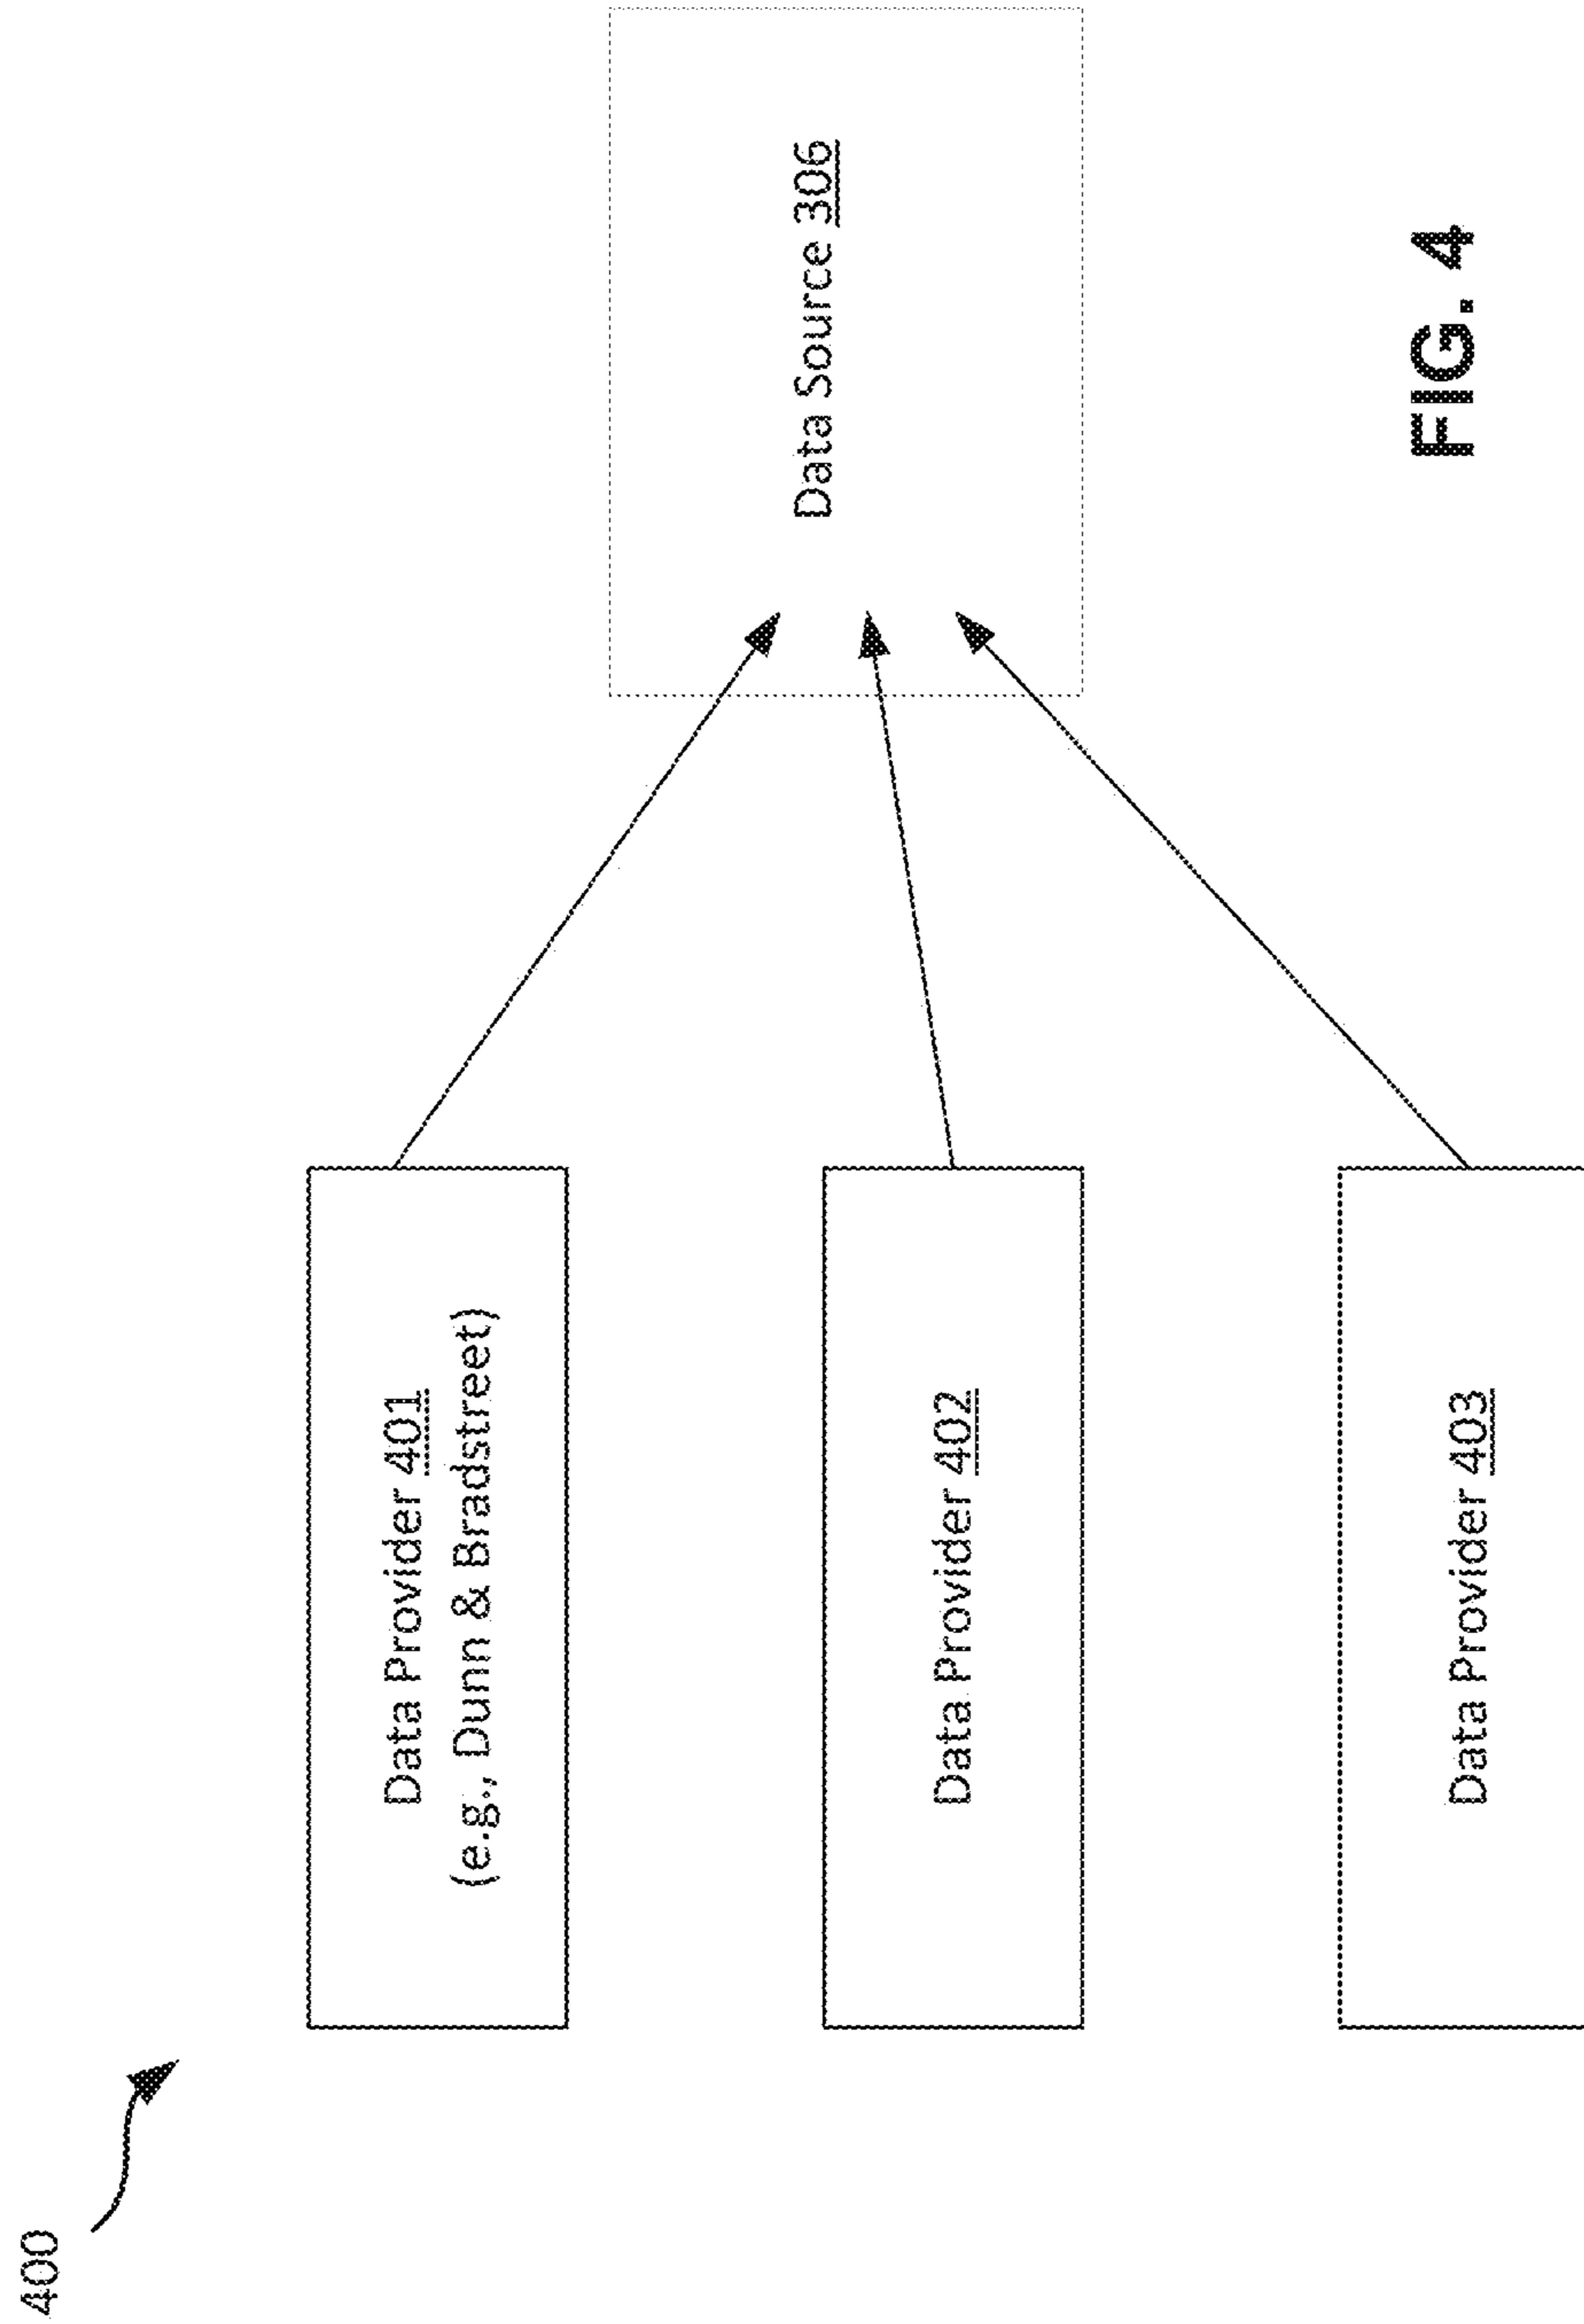 400
Data Provider 401
(e.g., Dunn & Bradstreet)
Data Provider 402
Data Provider 403
Data Source 306
FIG. 4